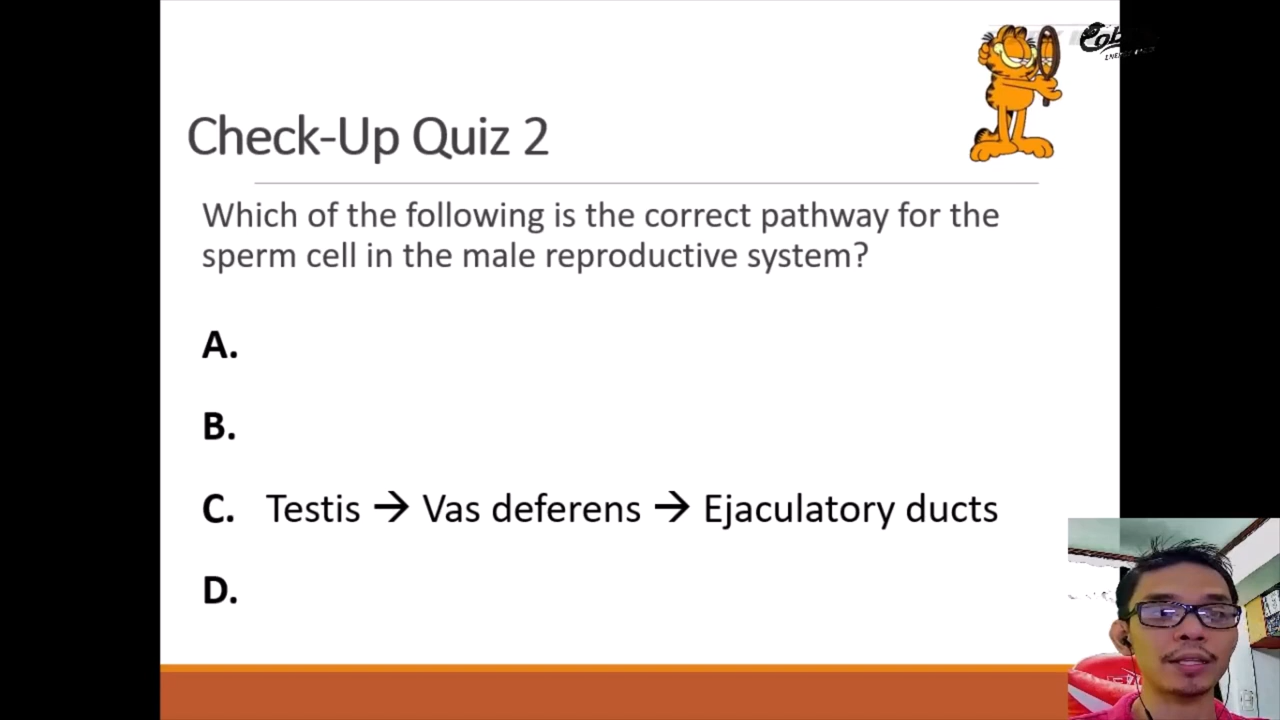 Check-Up Quiz 2
Which of the following is the correct pathway for the
sperm cell in the male reproductive system?
A.
B.
C. Testis → Vas deferens → Ejaculatory ducts
D.